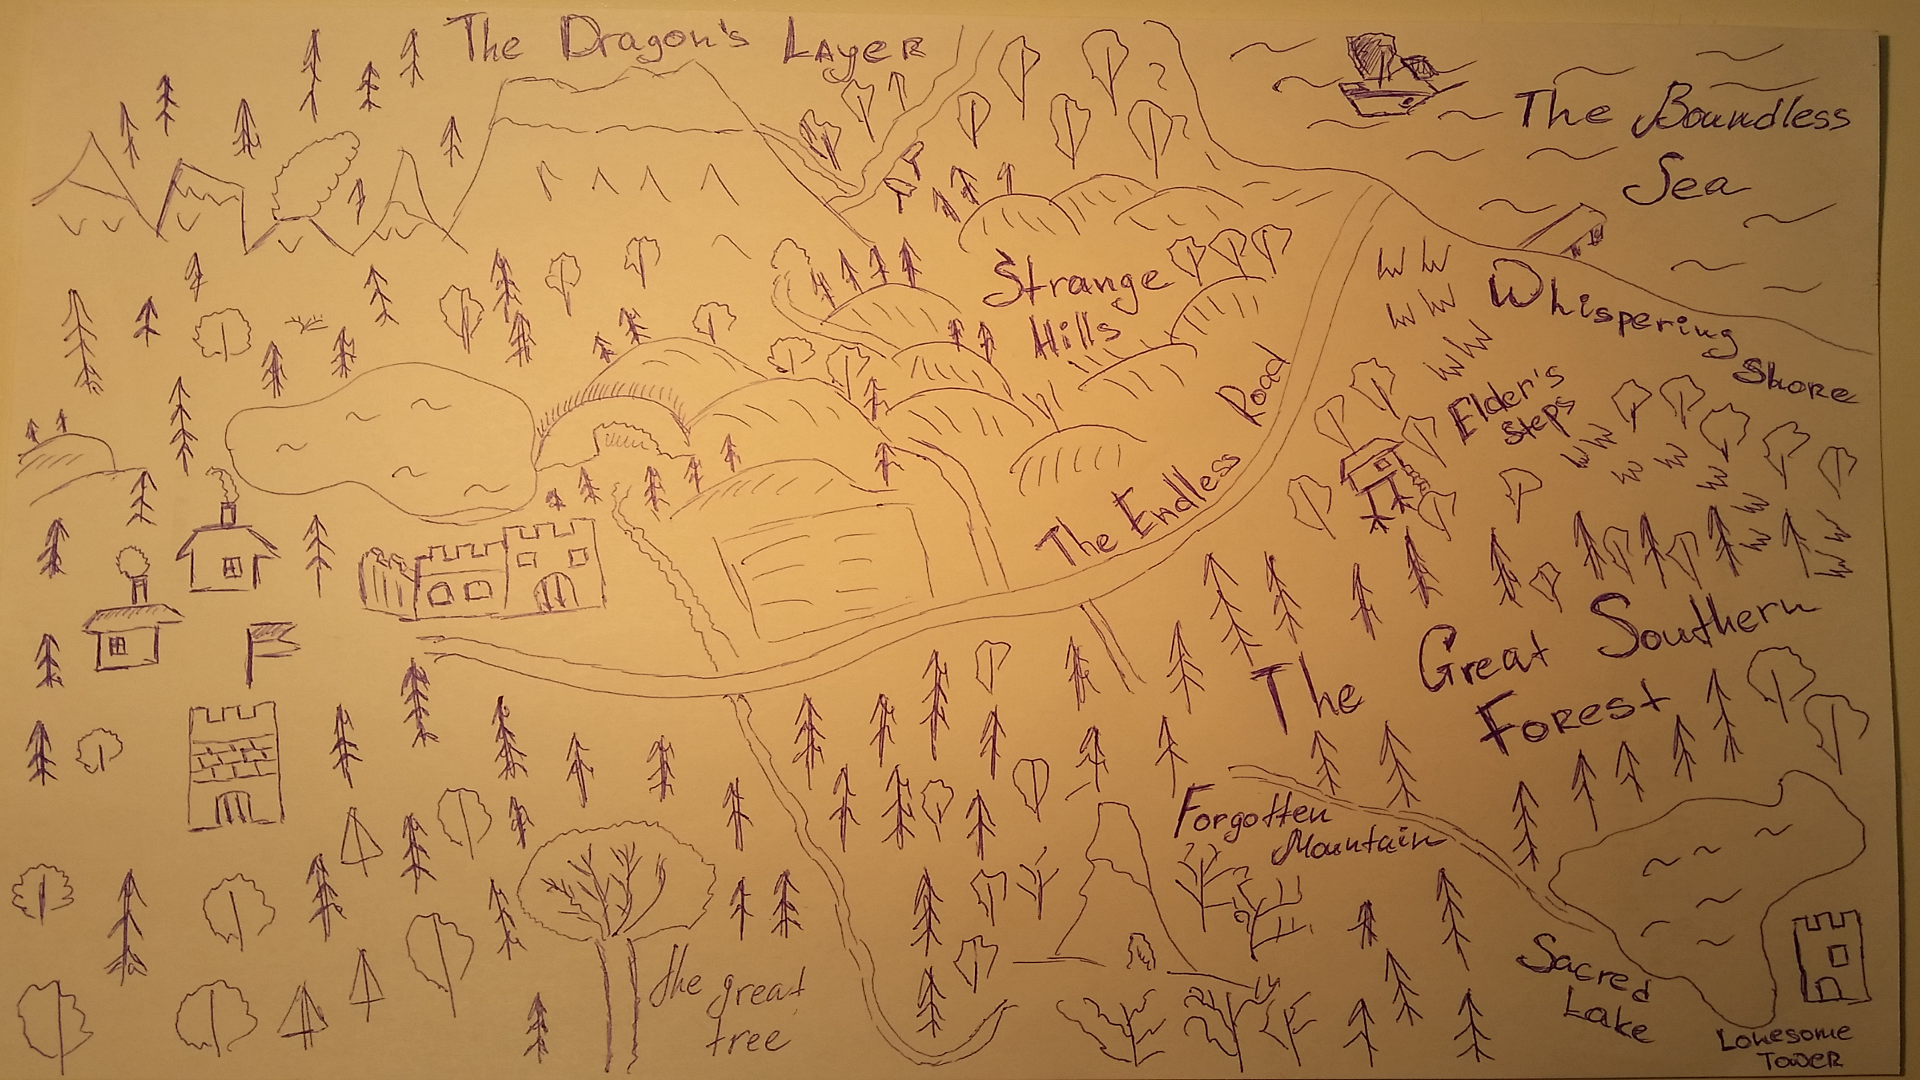 The Dragon's Layer
The Boundless
Sea
Strange
Hills
Whispering
Shore
Elder's
steps
The Endless Road
The Great Southern
Forest
Forgotten
Mountain
the great
tree
Sacred
Lake
Lonesome
Tower